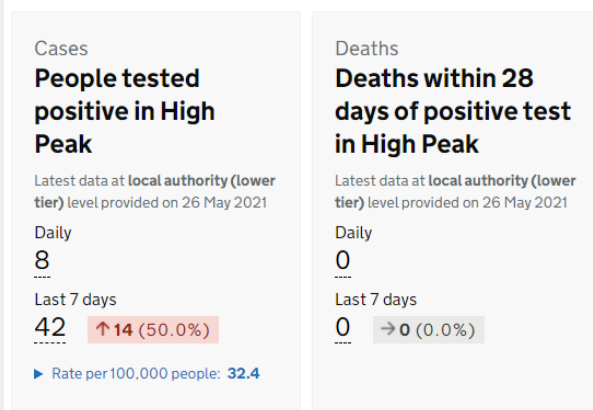 Cases
People tested
positive in High
Peak
Latest data at local authority (lower
tier) level provided on 26 May 2021
Daily
8
Last 7 days
42 ↑14 (50.0%)
▶ Rate per 100,000 people: 32.4
Deaths
Deaths within 28
days of positive test
in High Peak
Latest data at local authority (lower
tier) level provided on 26 May 2021
Daily
0
Last 7 days
0 →0 (0.0%)